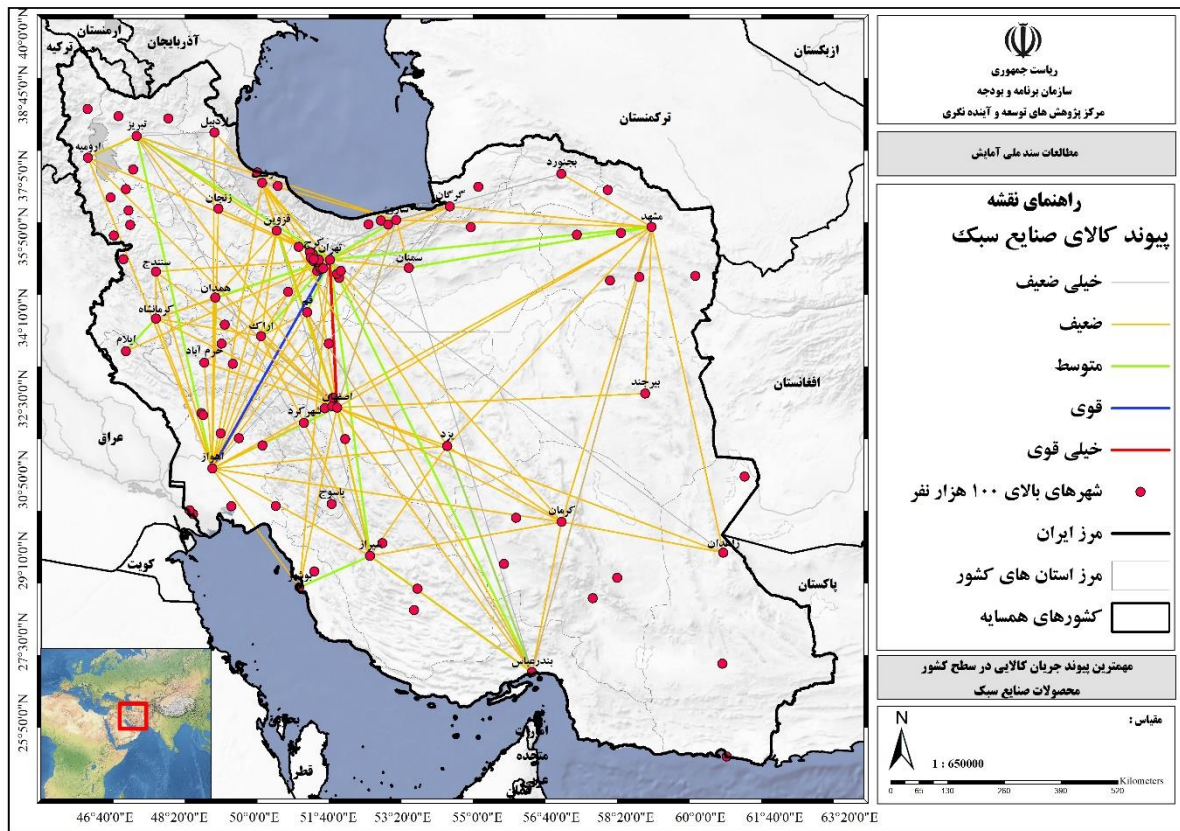 ریاست جمهوری
سازمان برنامه و بودجه
مرکز پژوهش های توسعه و آینده نگری
مطالعات سند ملی آمایش
راهنمای نقشه
پیوند کالای صنایع سبک
خیلی ضعیف
ضعیف
متوسط
قوی
خیلی قوی
شهرهای بالای ۱۰۰ هزار نفر
مرز ایران
مرز استان های کشور
کشورهای همسایه
مهمترین پیوند جریان کالایی در سطح کشور
محصولات صنایع سبک
مقیاس :
N
1 : 650000
Kilometers
0 65 130 260 390 520
ارمنستان
ترکیه
آذربایجان
ازبکستان
ترکمنستان
افغانستان
پاکستان
عراق
کویت
بحرین
قطر
امارات
متحده
عربی
عمان
تبریز
اردبیل
ارومیه
زنجان
قزوین
کرج
تهران
گرگان
بجنورد
مشهد
سمنان
سنندج
همدان
کرمانشاه
قم
اراک
ایلام
خرم آباد
اصفهان
شهرکرد
بیرجند
یزد
اهواز
یاسوج
کرمان
زاهدان
شیراز
بوشهر
بندرعباس
40°0'0"N
38°45'0"N
37°5'0"N
35°50'0"N
34°10'0"N
32°30'0"N
30°50'0"N
29°10'0"N
27°30'0"N
25°50'0"N
46°40'0"E
48°20'0"E
50°0'0"E
51°40'0"E
53°20'0"E
55°0'0"E
56°40'0"E
58°20'0"E
60°0'0"E
61°40'0"E
63°20'0"E